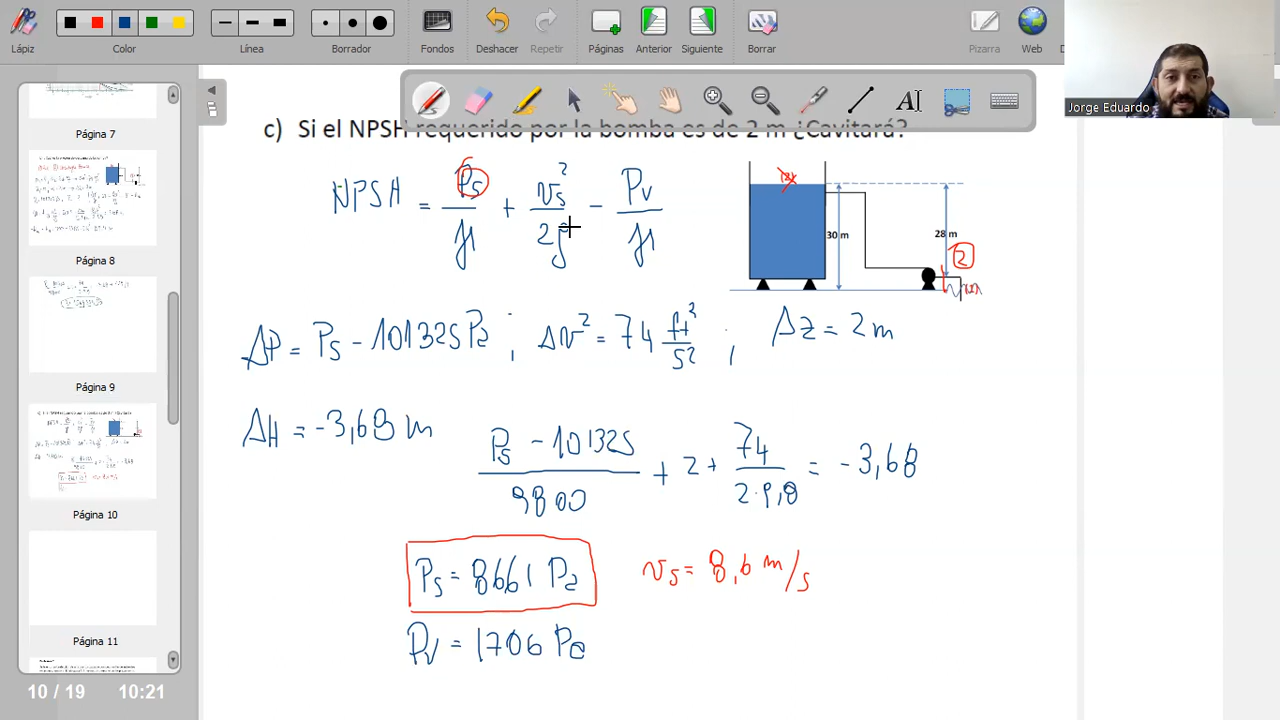 Lápiz
Color
Línea
Borrador
Fondos
Deshacer
Repetir
Páginas
Anterior
Siguiente
Borrar
Pizarra
Web
Jorge Eduardo
Página 7
Página 8
Página 9
Página 10
Página 11
10 / 19 10:21
c) Si el NPSH requerido por la bomba es de 2 m ¿Cavitará?
NPSH = Ps/γ + vs²/2g − Pv/γ
30 m
28 m
2
ΔP = Ps − 101325Pa ; Δv² = 74 ft²/s² ; Δz = 2 m
ΔH = -3,68 m
Ps − 101325/9800 + 2 + 74/2·9,8 = -3,68
Ps = 8661 Pa
vs = 8,6 m/s
Pv = 1706 Pa